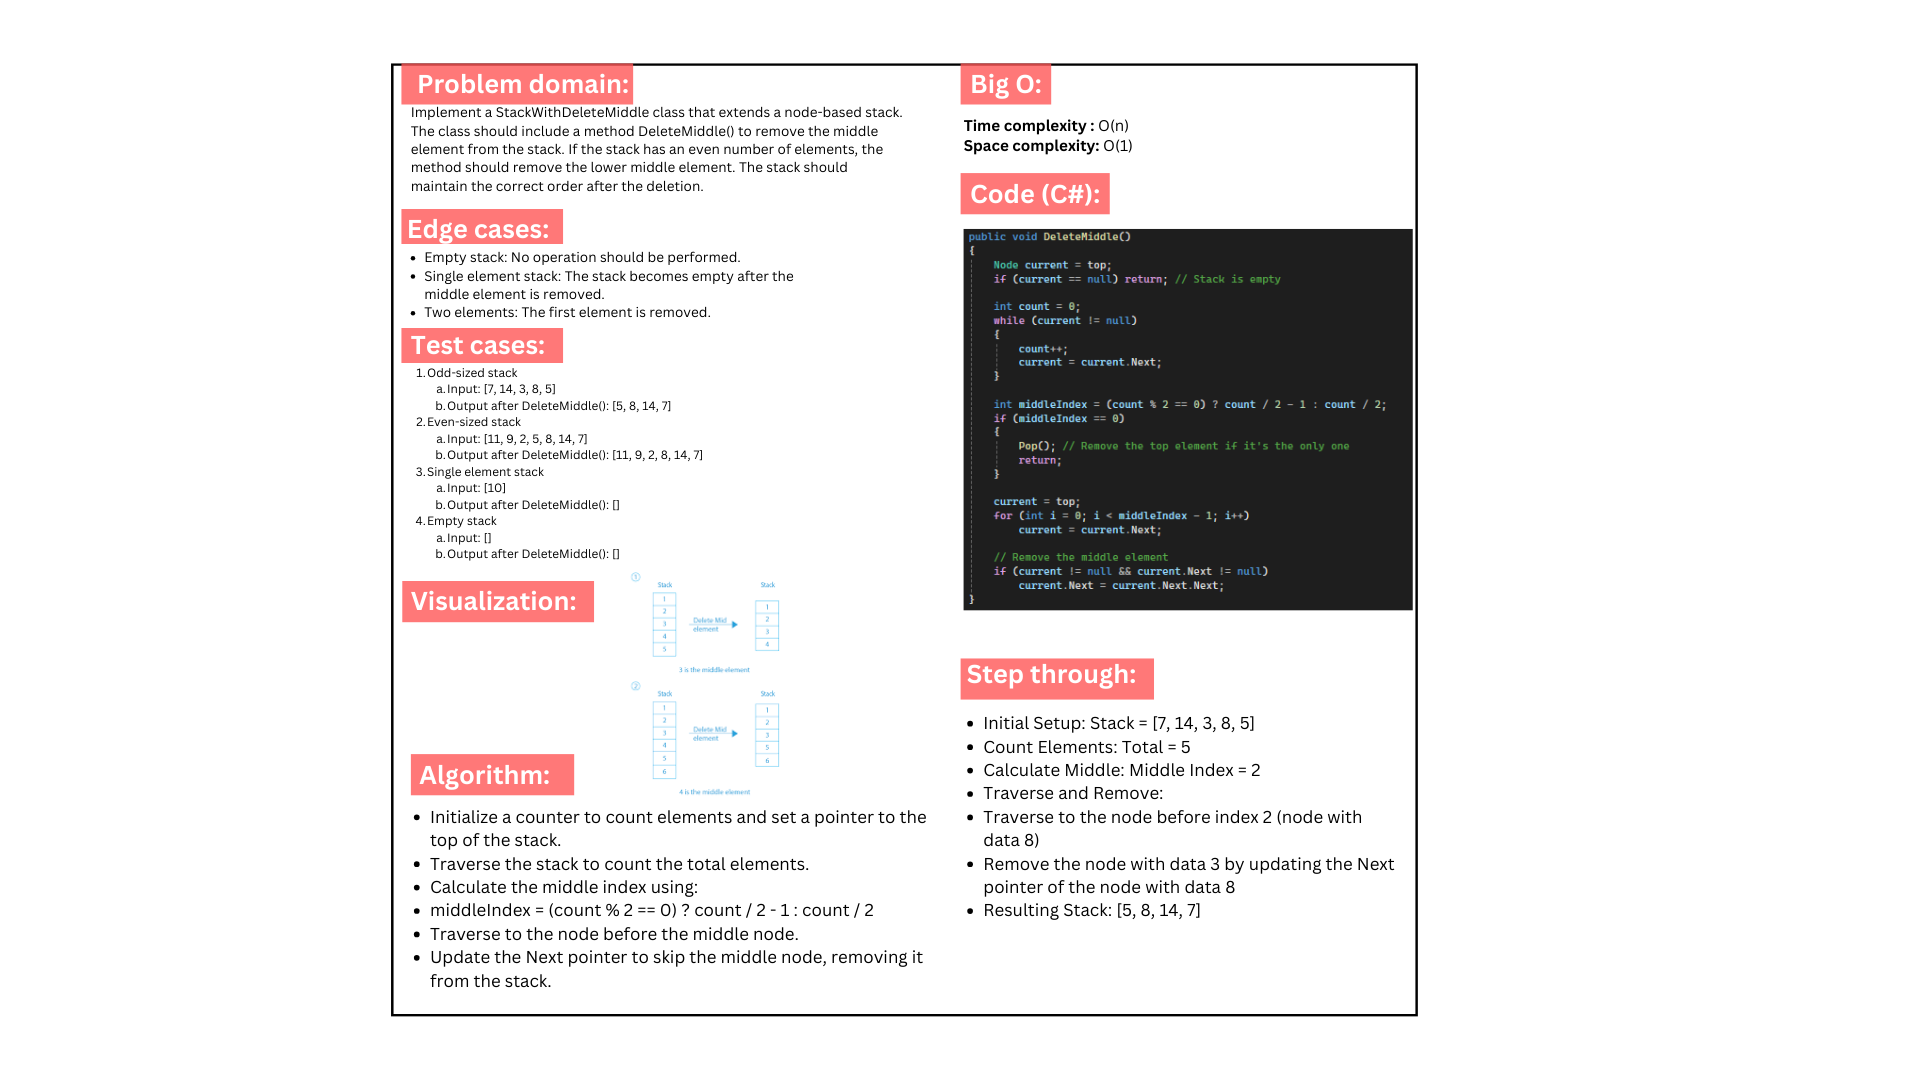 Problem domain:
Implement a StackWithDeleteMiddle class that extends a node-based stack.
The class should include a method DeleteMiddle() to remove the middle
element from the stack. If the stack has an even number of elements, the
method should remove the lower middle element. The stack should
maintain the correct order after the deletion.
Edge cases:
• Empty stack: No operation should be performed.
• Single element stack: The stack becomes empty after the
middle element is removed.
• Two elements: The first element is removed.
Test cases:
1. Odd-sized stack
a. Input: [7, 14, 3, 8, 5]
b. Output after DeleteMiddle(): [5, 8, 14, 7]
2. Even-sized stack
a. Input: [11, 9, 2, 5, 8, 14, 7]
b. Output after DeleteMiddle(): [11, 9, 2, 8, 14, 7]
3. Single element stack
a. Input: [10]
b. Output after DeleteMiddle(): []
4. Empty stack
a. Input: []
b. Output after DeleteMiddle(): []
Visualization:
①
Stack
1
2
3
4
5
Delete Mid
element
Stack
1
2
3
4
3 is the middle element
②
Stack
1
2
3
4
5
6
Delete Mid
element
Stack
1
2
3
5
6
4 is the middle element
Algorithm:
• Initialize a counter to count elements and set a pointer to the
top of the stack.
• Traverse the stack to count the total elements.
• Calculate the middle index using:
• middleIndex = (count % 2 == 0) ? count / 2 - 1 : count / 2
• Traverse to the node before the middle node.
• Update the Next pointer to skip the middle node, removing it
from the stack.
Big O:
Time complexity : O(n)
Space complexity: O(1)
Code (C#):
public void DeleteMiddle()
{
Node current = top;
if (current == null) return; // Stack is empty
int count = 0;
while (current != null)
{
count++;
current = current.Next;
}
int middleIndex = (count % 2 == 0) ? count / 2 - 1 : count / 2;
if (middleIndex == 0)
{
Pop(); // Remove the top element if it's the only one
return;
}
current = top;
for (int i = 0; i < middleIndex - 1; i++)
current = current.Next;
// Remove the middle element
if (current != null && current.Next != null)
current.Next = current.Next.Next;
}
Step through:
• Initial Setup: Stack = [7, 14, 3, 8, 5]
• Count Elements: Total = 5
• Calculate Middle: Middle Index = 2
• Traverse and Remove:
• Traverse to the node before index 2 (node with
data 8)
• Remove the node with data 3 by updating the Next
pointer of the node with data 8
• Resulting Stack: [5, 8, 14, 7]